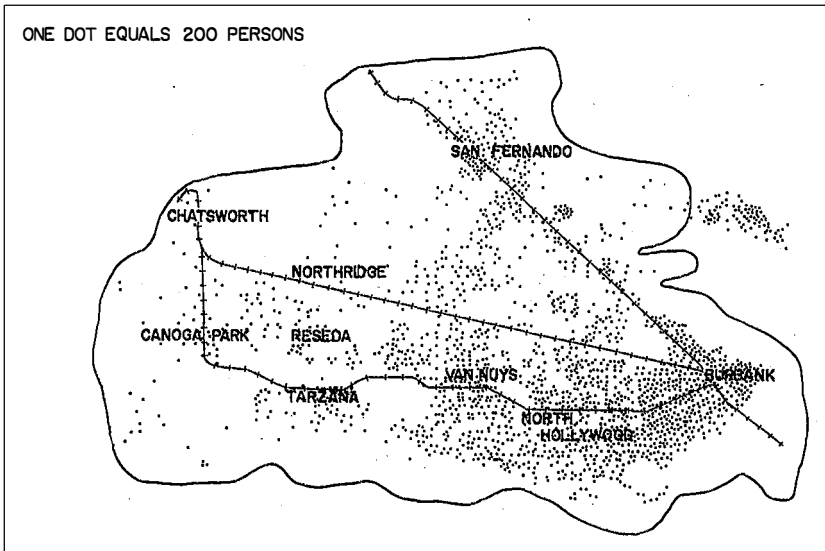 ONE DOT EQUALS 200 PERSONS
SAN FERNANDO
CHATSWORTH
NORTHRIDGE
CANOGA PARK
RESEDA
VAN NUYS
BURBANK
TARZANA
NORTH
HOLLYWOOD